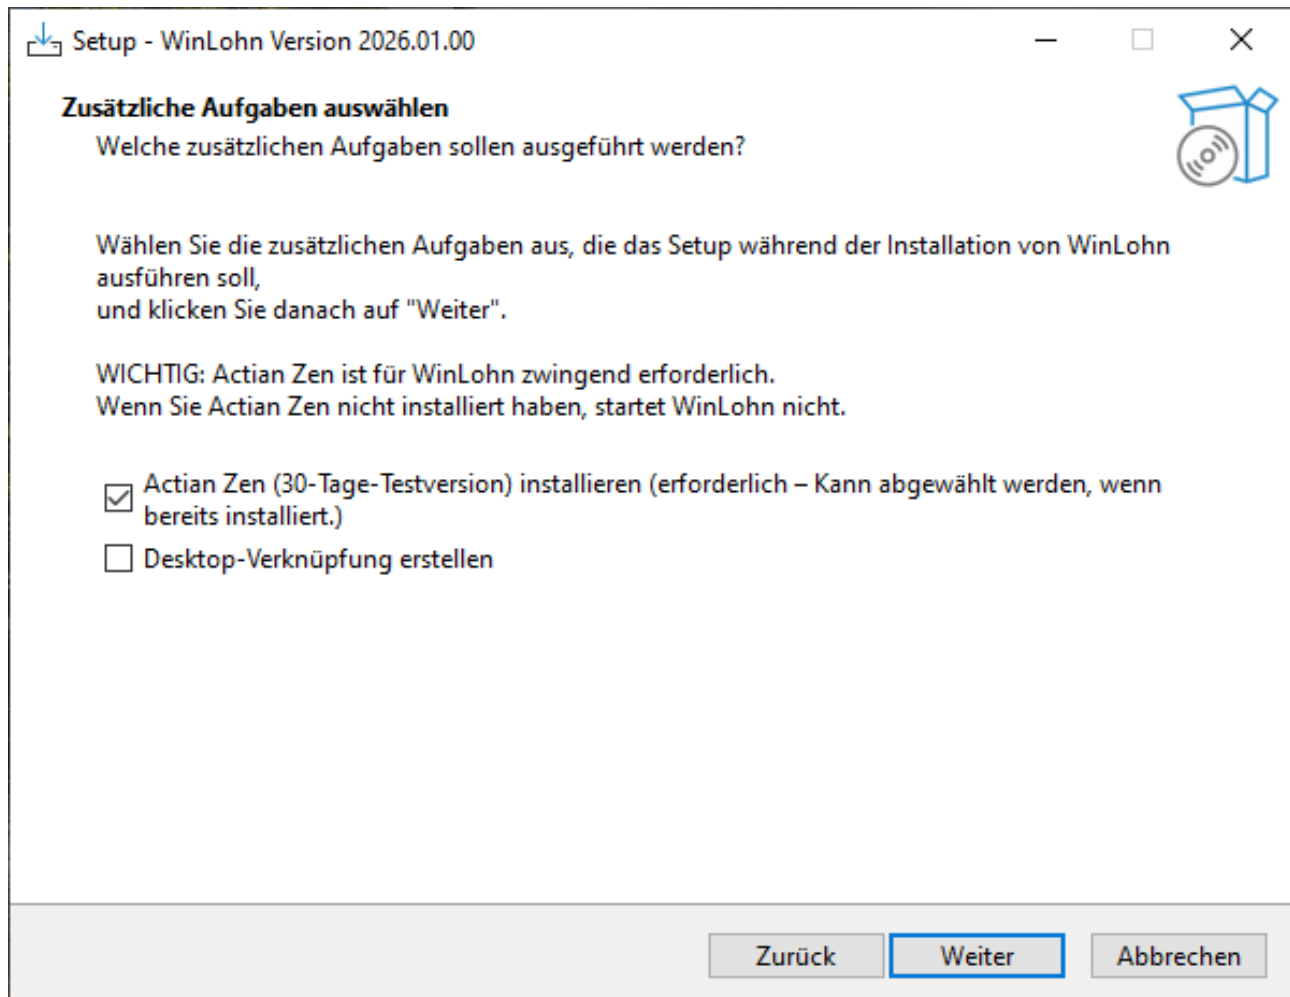 Setup - WinLohn Version 2026.01.00
Zusätzliche Aufgaben auswählen
Welche zusätzlichen Aufgaben sollen ausgeführt werden?
Wählen Sie die zusätzlichen Aufgaben aus, die das Setup während der Installation von WinLohn
ausführen soll,
und klicken Sie danach auf "Weiter".
WICHTIG: Actian Zen ist für WinLohn zwingend erforderlich.
Wenn Sie Actian Zen nicht installiert haben, startet WinLohn nicht.
Actian Zen (30-Tage-Testversion) installieren (erforderlich – Kann abgewählt werden, wenn
bereits installiert.)
Desktop-Verknüpfung erstellen
Zurück
Weiter
Abbrechen